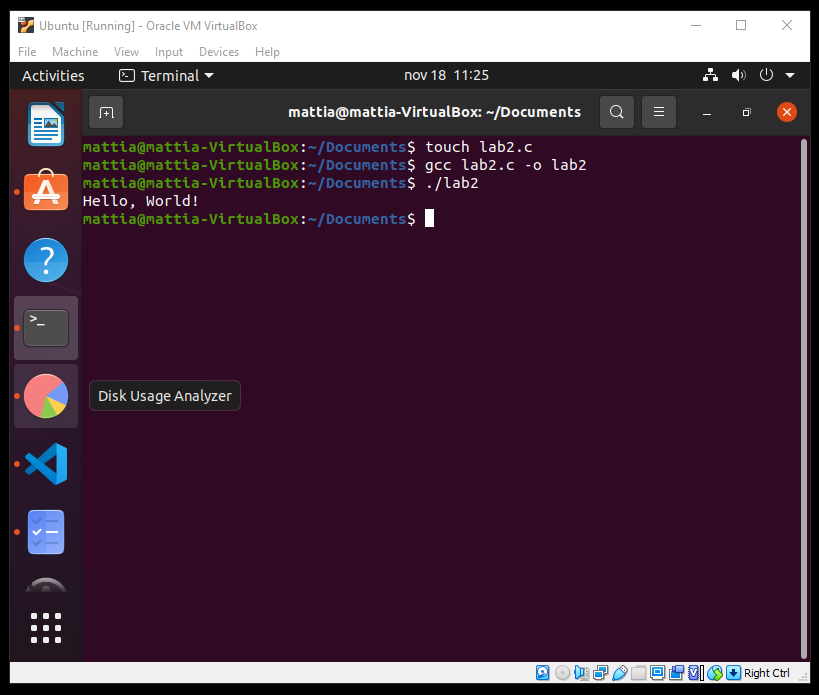 Ubuntu [Running] - Oracle VM VirtualBox
File Machine View Input Devices Help
Activities Terminal nov 18 11:25
mattia@mattia-VirtualBox: ~/Documents
mattia@mattia-VirtualBox:~/Documents$ touch lab2.c
mattia@mattia-VirtualBox:~/Documents$ gcc lab2.c -o lab2
mattia@mattia-VirtualBox:~/Documents$ ./lab2
Hello, World!
mattia@mattia-VirtualBox:~/Documents$
Disk Usage Analyzer
Right Ctrl